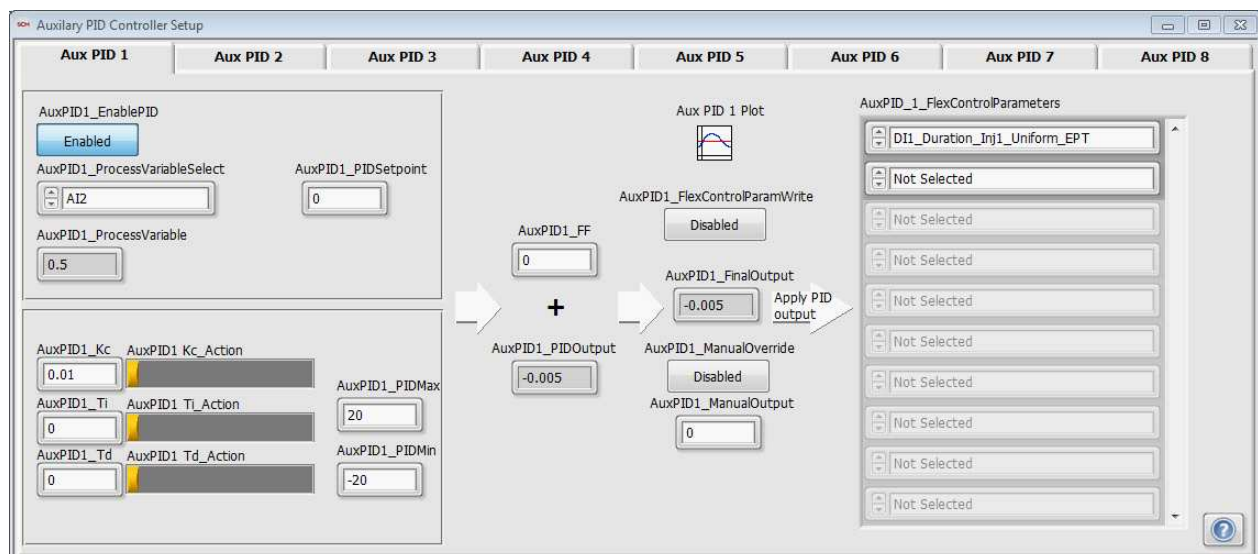 SCM Auxilary PID Controller Setup
Aux PID 1 Aux PID 2 Aux PID 3 Aux PID 4 Aux PID 5 Aux PID 6 Aux PID 7 Aux PID 8
AuxPID1_EnablePID
Enabled
AuxPID1_ProcessVariableSelect
AI2
AuxPID1_PIDSetpoint
0
AuxPID1_ProcessVariable
0.5
AuxPID1_Kc
0.01
AuxPID1 Kc_Action
AuxPID1_Ti
0
AuxPID1 Ti_Action
AuxPID1_Td
0
AuxPID1 Td_Action
AuxPID1_PIDMax
20
AuxPID1_PIDMin
-20
AuxPID1_FF
0
+
AuxPID1_PIDOutput
-0.005
Aux PID 1 Plot
AuxPID1_FlexControlParamWrite
Disabled
AuxPID1_FinalOutput
-0.005
Apply PID
output
AuxPID1_ManualOverride
Disabled
AuxPID1_ManualOutput
0
AuxPID_1_FlexControlParameters
DI1_Duration_Inj1_Uniform_EPT
Not Selected
Not Selected
Not Selected
Not Selected
Not Selected
Not Selected
Not Selected
Not Selected
Not Selected
?